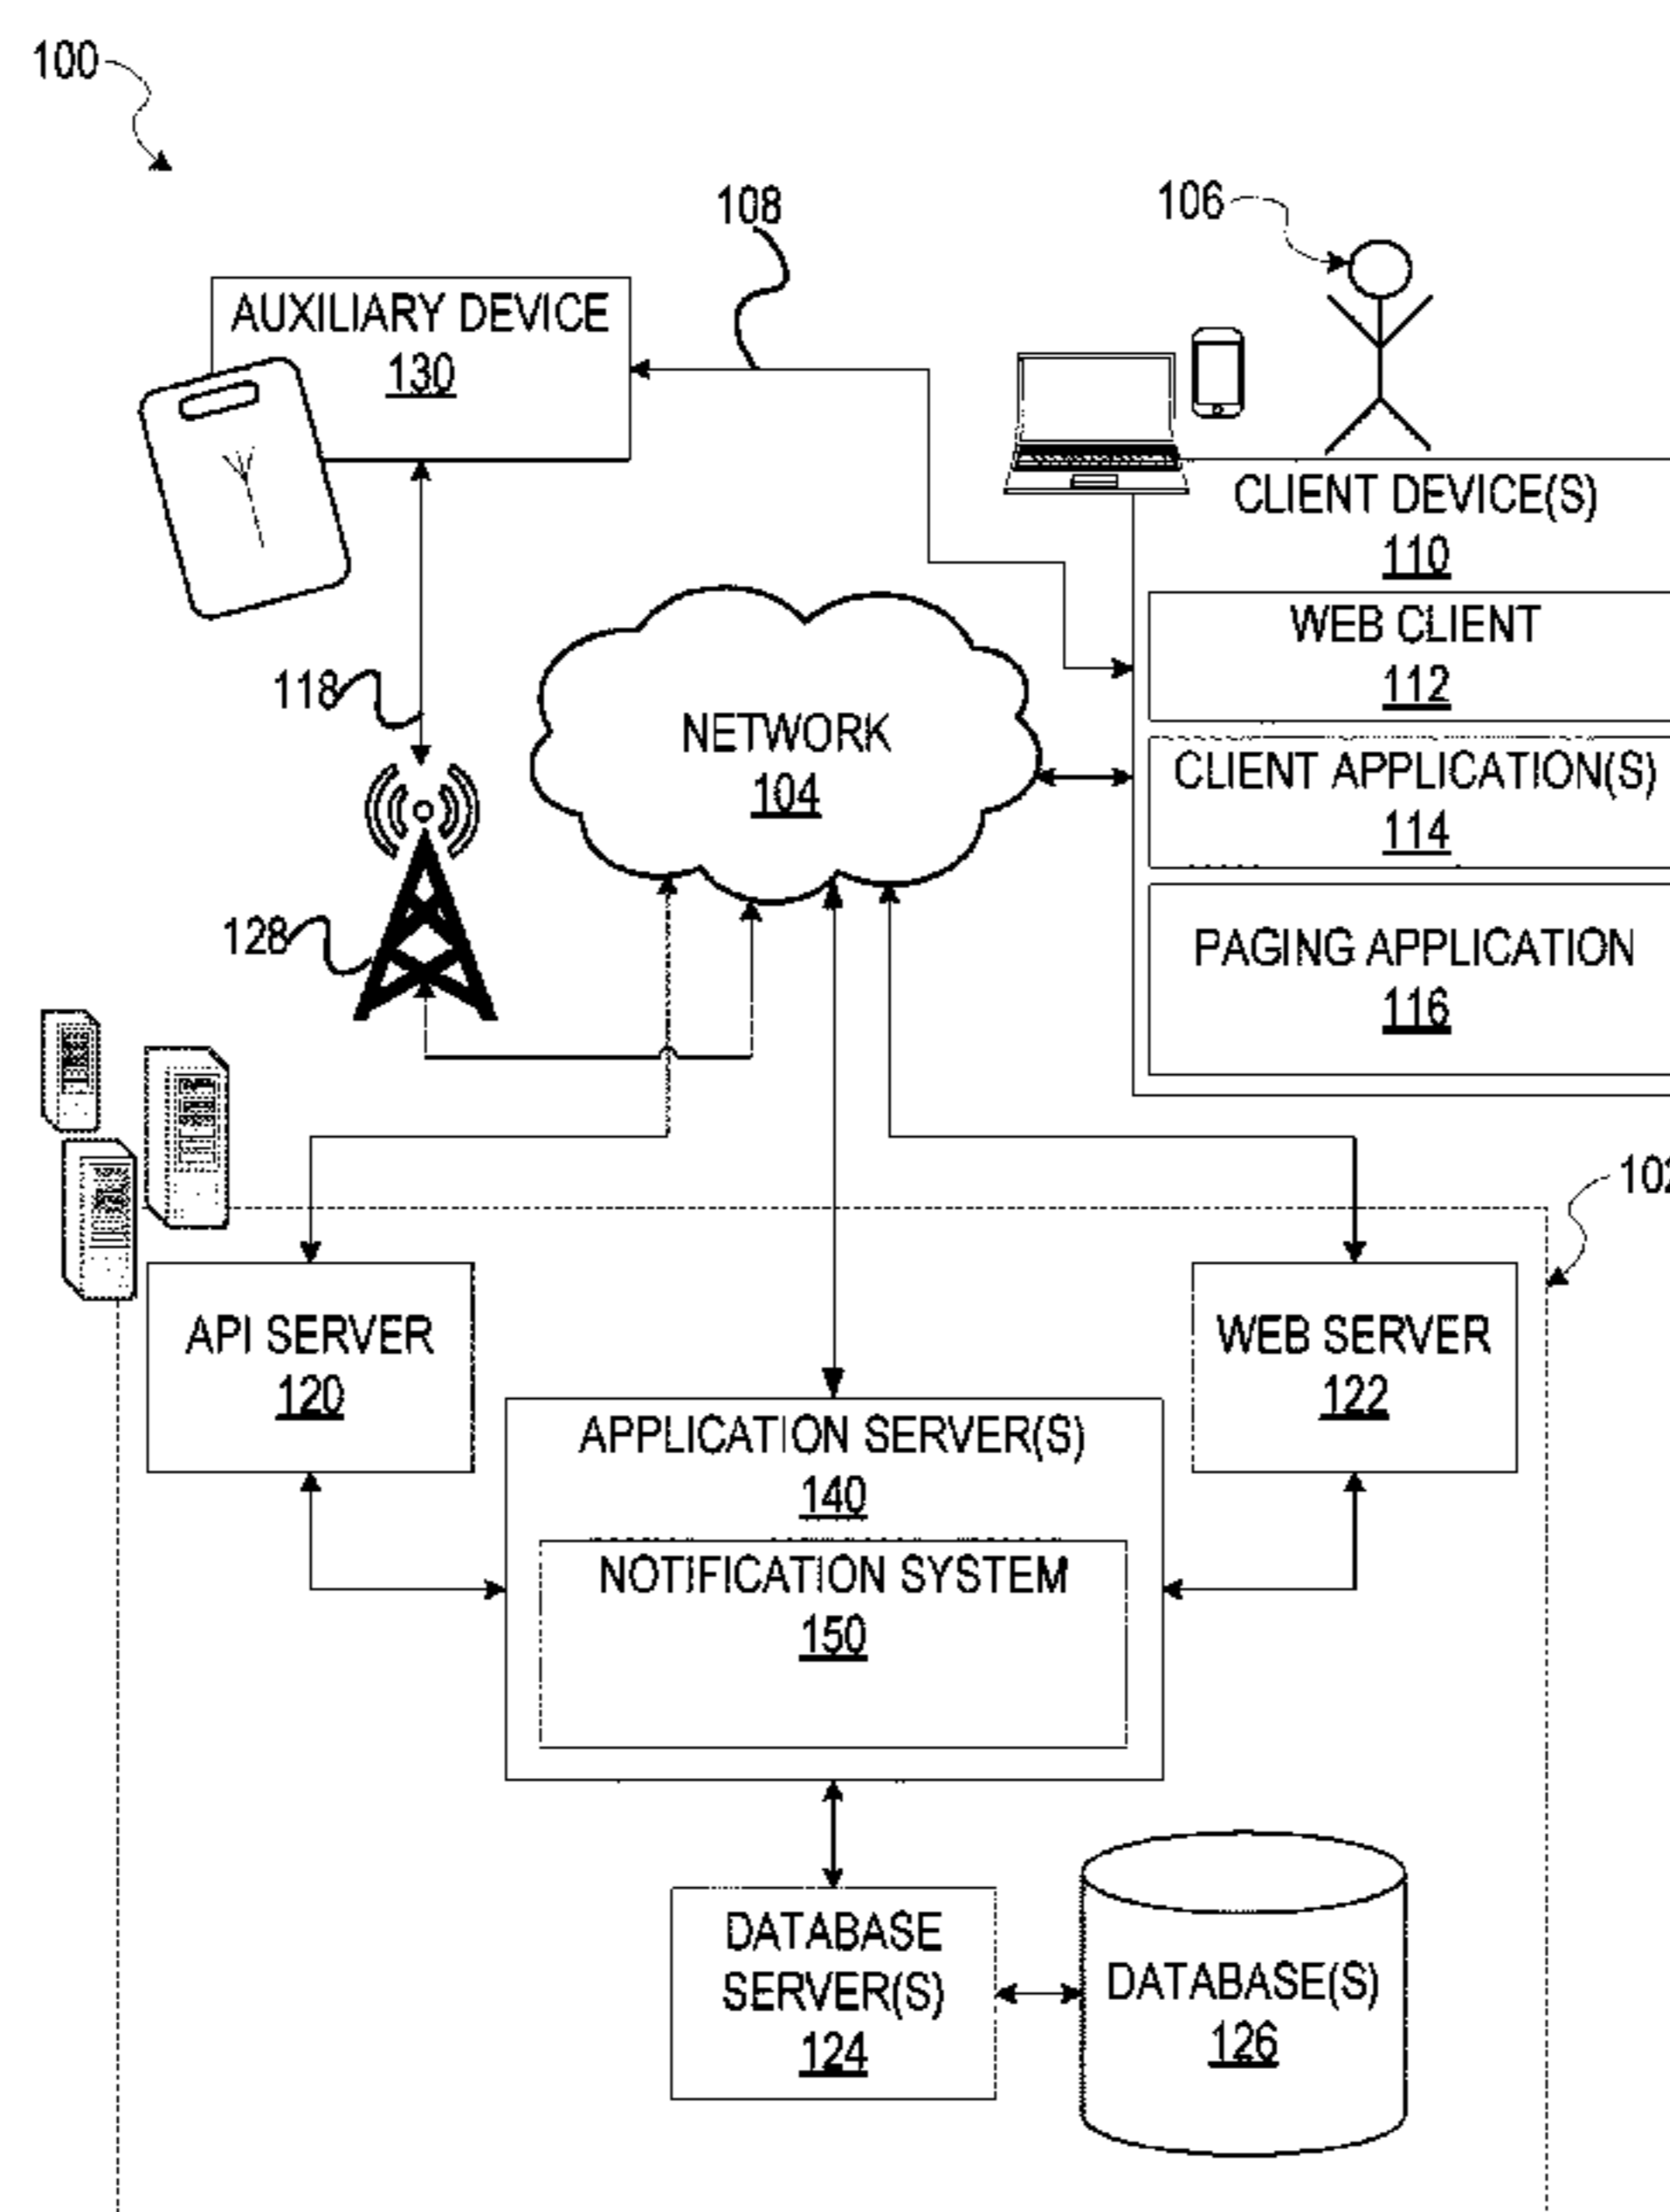 100
108
106
AUXILIARY DEVICE
130
CLIENT DEVICE(S)
110
WEB CLIENT
112
118
NETWORK
104
CLIENT APPLICATION(S)
114
128
PAGING APPLICATION
116
102
API SERVER
120
WEB SERVER
122
APPLICATION SERVER(S)
140
NOTIFICATION SYSTEM
150
DATABASE
SERVER(S)
124
DATABASE(S)
126